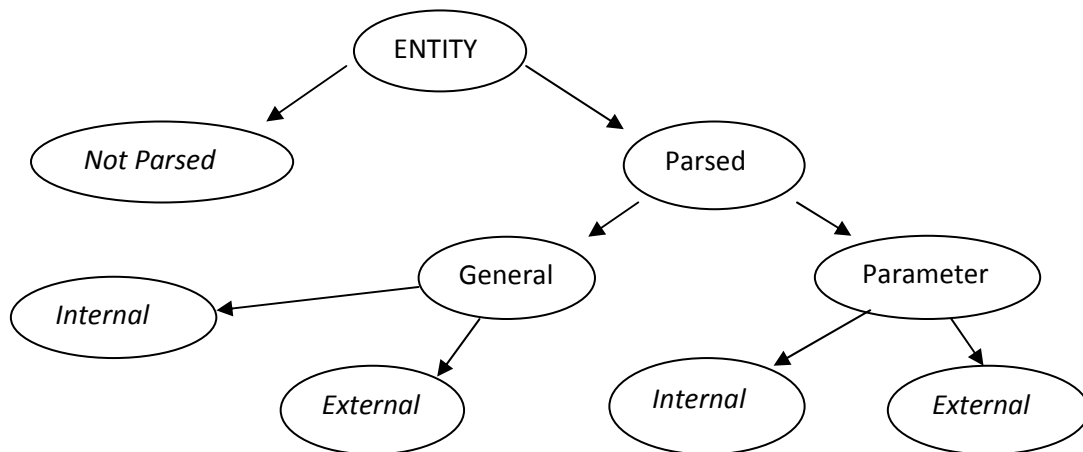 ENTITY
Not Parsed
Parsed
General
Parameter
Internal
External
Internal
External